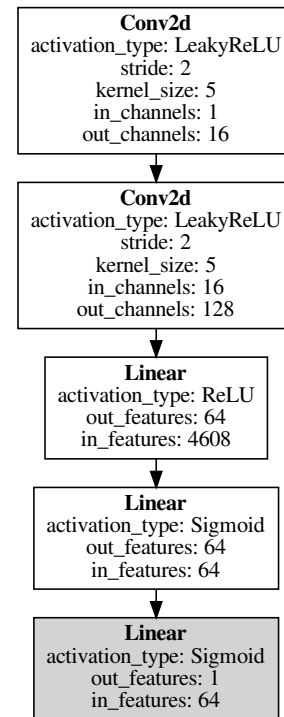 Conv2d
activation_type: LeakyReLU
stride: 2
kernel_size: 5
in_channels: 1
out_channels: 16
Conv2d
activation_type: LeakyReLU
stride: 2
kernel_size: 5
in_channels: 16
out_channels: 128
Linear
activation_type: ReLU
out_features: 64
in_features: 4608
Linear
activation_type: Sigmoid
out_features: 64
in_features: 64
Linear
activation_type: Sigmoid
out_features: 1
in_features: 64